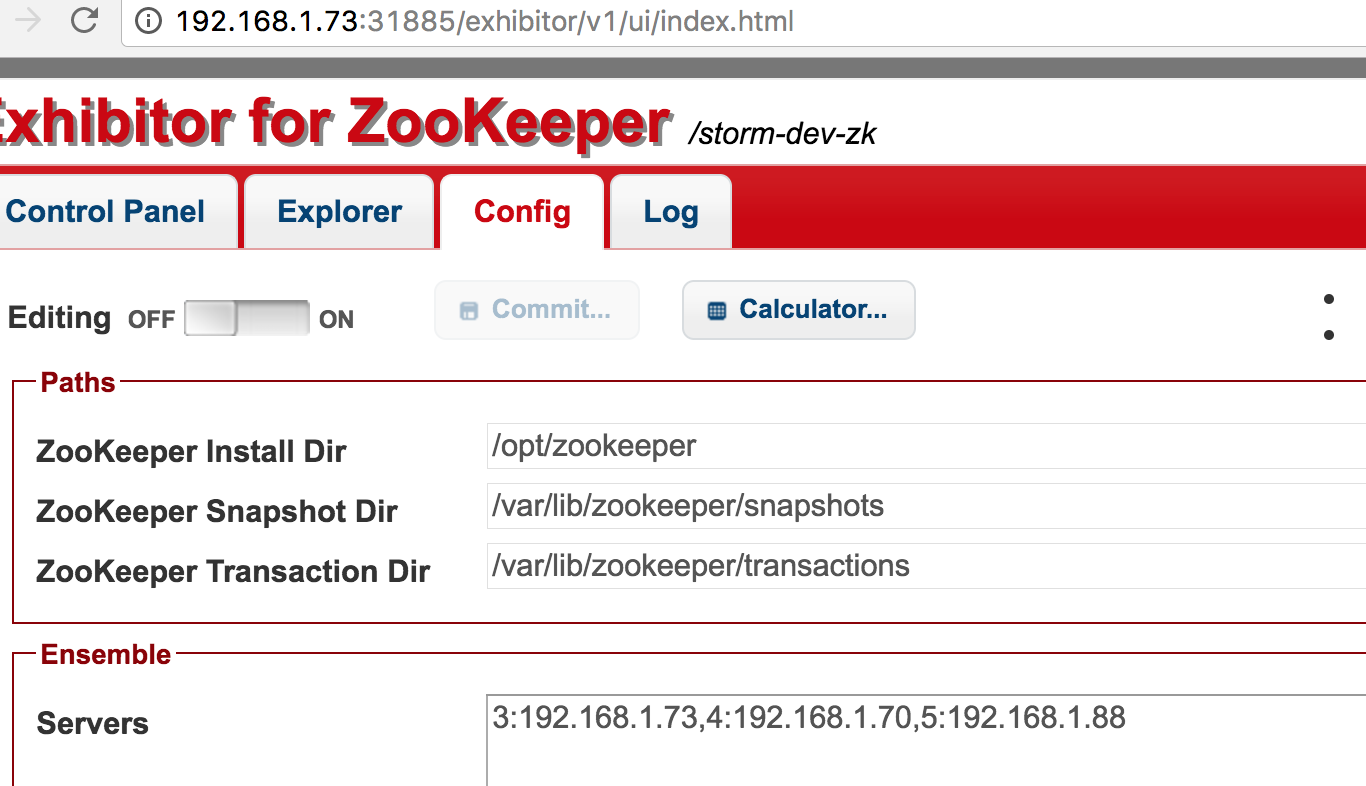 192.168.1.73:31885/exhibitor/v1/ui/index.html
Exhibitor for ZooKeeper /storm-dev-zk
Control Panel Explorer Config Log
Editing OFF ON Commit... Calculator...
Paths
ZooKeeper Install Dir /opt/zookeeper
ZooKeeper Snapshot Dir /var/lib/zookeeper/snapshots
ZooKeeper Transaction Dir /var/lib/zookeeper/transactions
Ensemble
Servers 3:192.168.1.73,4:192.168.1.70,5:192.168.1.88